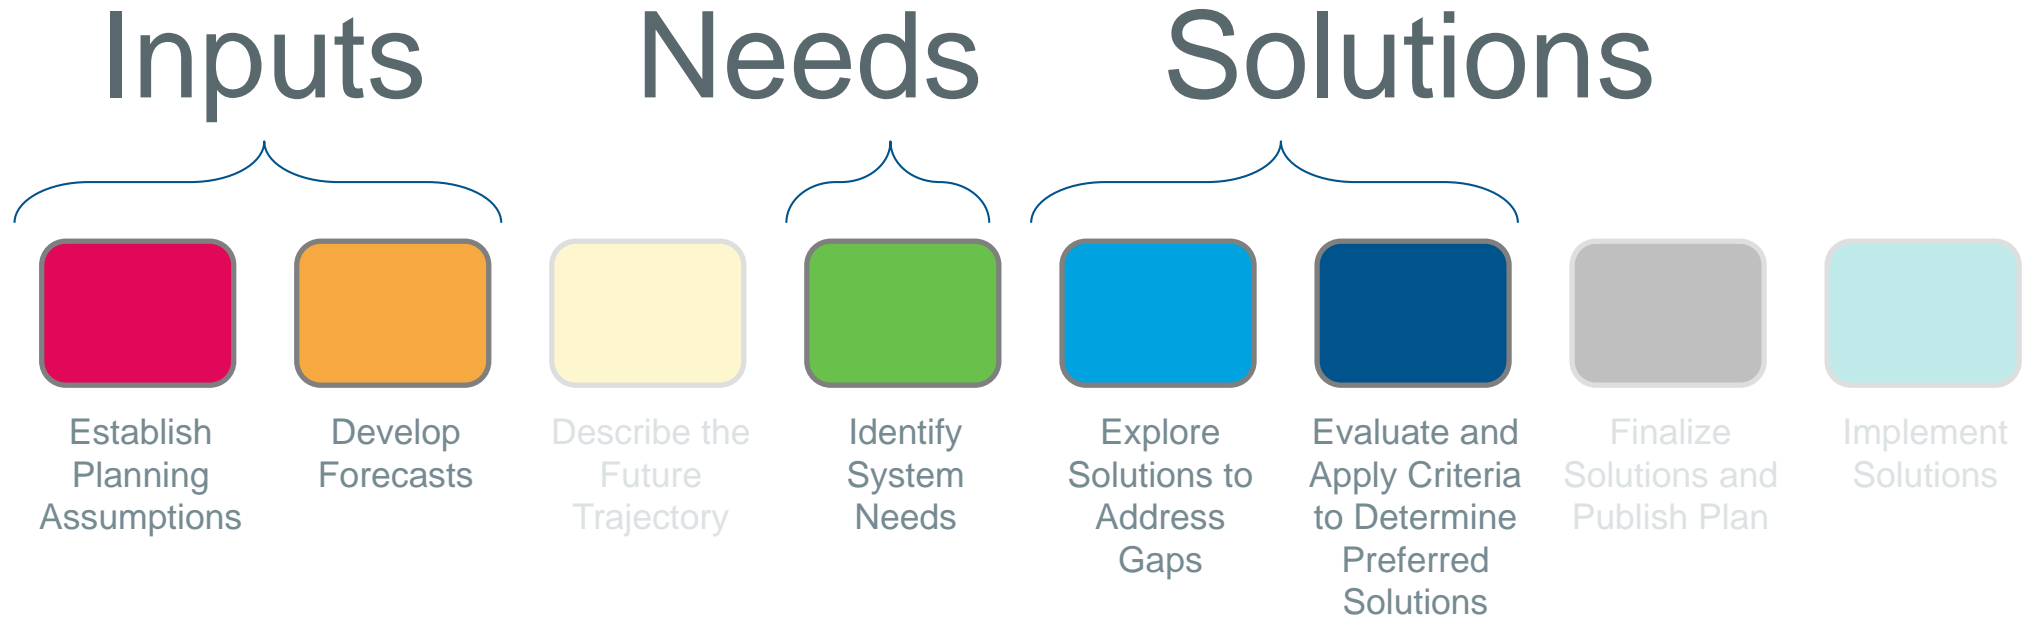 Inputs
Needs
Solutions
Establish
Planning
Assumptions
Develop
Forecasts
Describe the
Future
Trajectory
Identify
System
Needs
Explore
Solutions to
Address
Gaps
Evaluate and
Apply Criteria
to Determine
Preferred
Solutions
Finalize
Solutions and
Publish Plan
Implement
Solutions